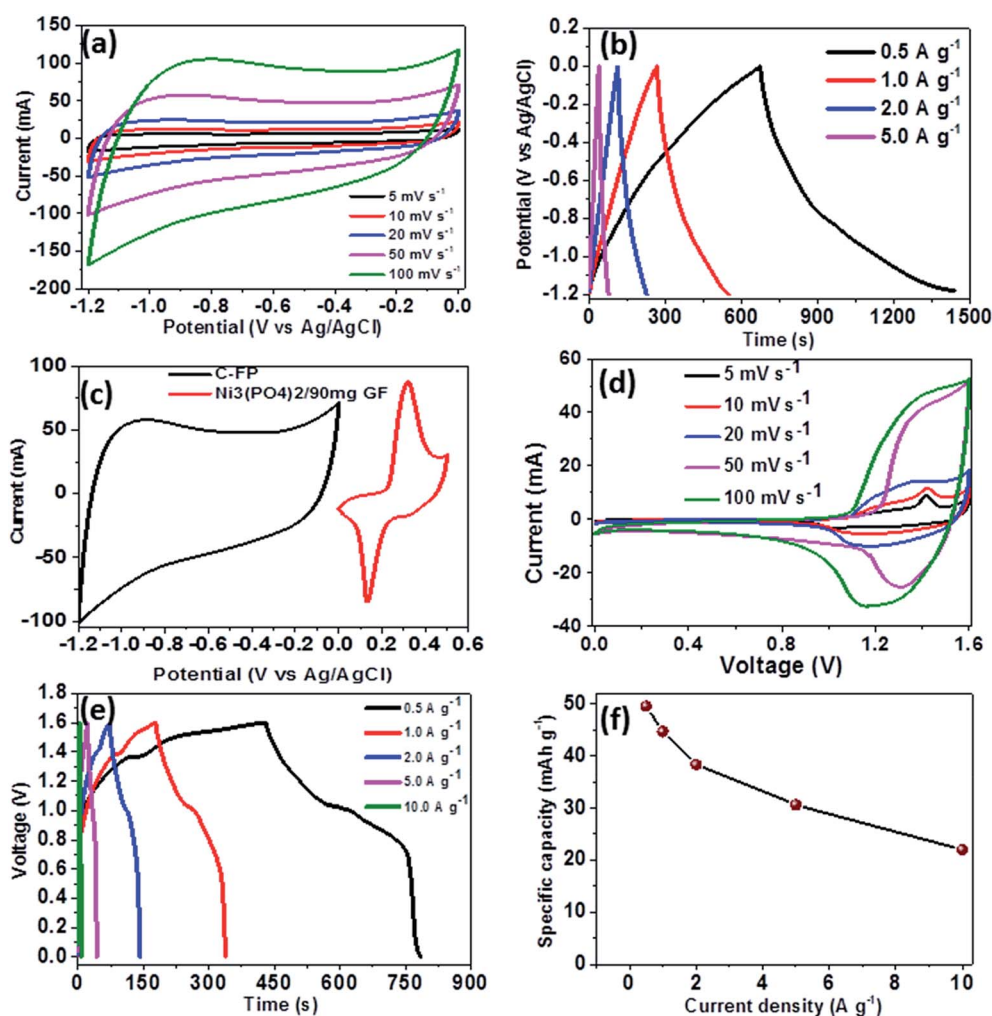 (a)
150
100
50
0
-50
-100
-150
-200
Current (mA)
5 mV s-1
10 mV s-1
20 mV s-1
50 mV s-1
100 mV s-1
-1.2 -1.0 -0.8 -0.6 -0.4 -0.2 0.0
Potential (V vs Ag/AgCl)
(b)
0.2
0.0
-0.2
-0.4
-0.6
-0.8
-1.0
-1.2
Potential (V vs Ag/AgCl)
0.5 A g-1
1.0 A g-1
2.0 A g-1
5.0 A g-1
0 300 600 900 1200 1500
Time (s)
(c)
100
50
0
-50
-100
Current (mA)
C-FP
Ni3(PO4)2/90mg GF
-1.2 -1.0 -0.8 -0.6 -0.4 -0.2 0.0 0.2 0.4 0.6
Potential (V vs Ag/AgCl)
(d)
60
40
20
0
-20
-40
Current (mA)
5 mV s-1
10 mV s-1
20 mV s-1
50 mV s-1
100 mV s-1
0.0 0.4 0.8 1.2 1.6
Voltage (V)
(e)
1.8
1.6
1.4
1.2
1.0
0.8
0.6
0.4
0.2
0.0
Voltage (V)
0.5 A g-1
1.0 A g-1
2.0 A g-1
5.0 A g-1
10.0 A g-1
0 150 300 450 600 750 900
Time (s)
(f)
50
40
30
20
10
0
Specific capacity (mAh g-1)
0 2 4 6 8 10
Current density (A g-1)